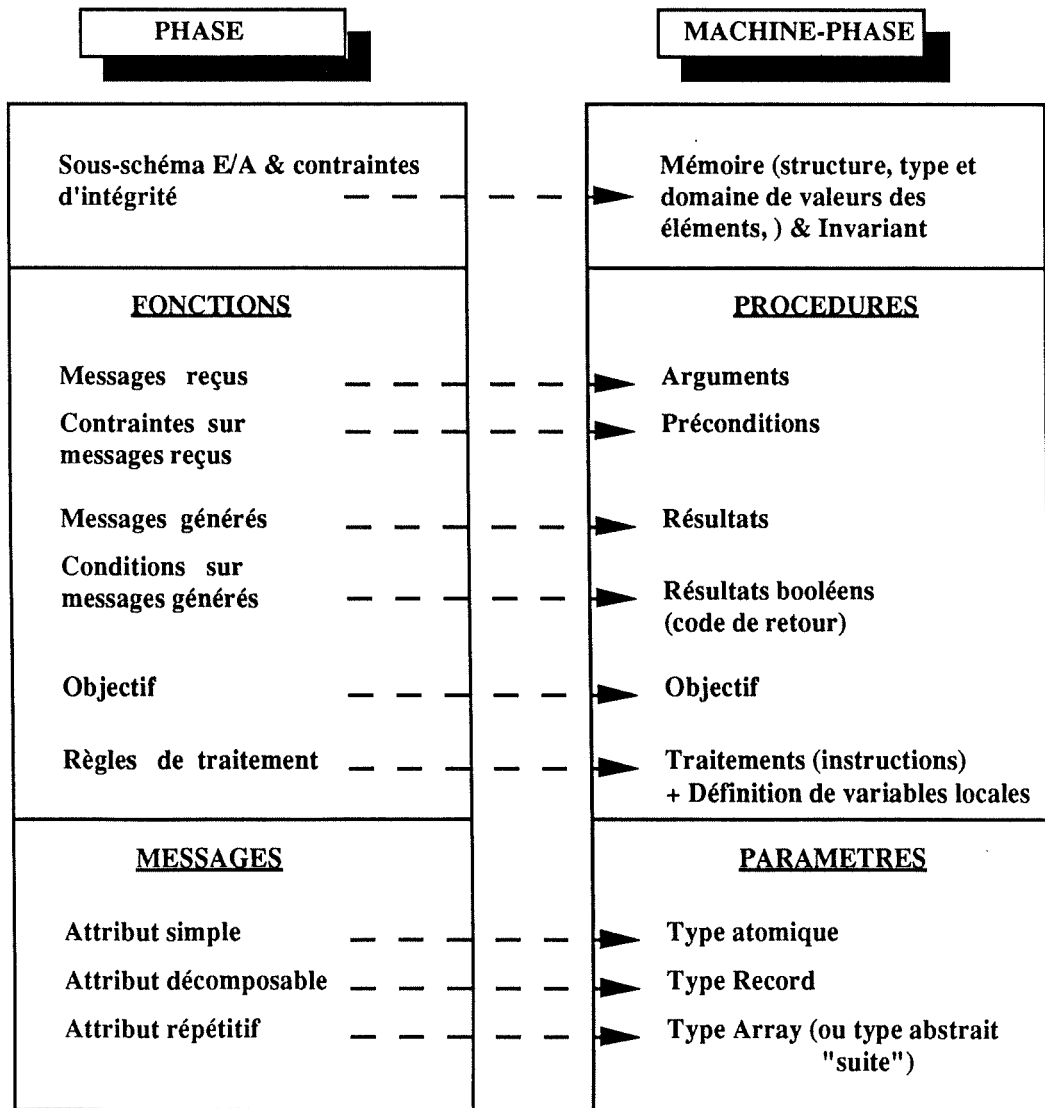 PHASE
MACHINE-PHASE
Sous-schéma E/A & contraintes
d'intégrité
Mémoire (structure, type et
domaine de valeurs des
éléments, ) & Invariant
FONCTIONS
PROCEDURES
Messages reçus
Arguments
Contraintes sur
messages reçus
Préconditions
Messages générés
Résultats
Conditions sur
messages générés
Résultats booléens
(code de retour)
Objectif
Objectif
Règles de traitement
Traitements (instructions)
+ Définition de variables locales
MESSAGES
PARAMETRES
Attribut simple
Type atomique
Attribut décomposable
Type Record
Attribut répétitif
Type Array (ou type abstrait
"suite")